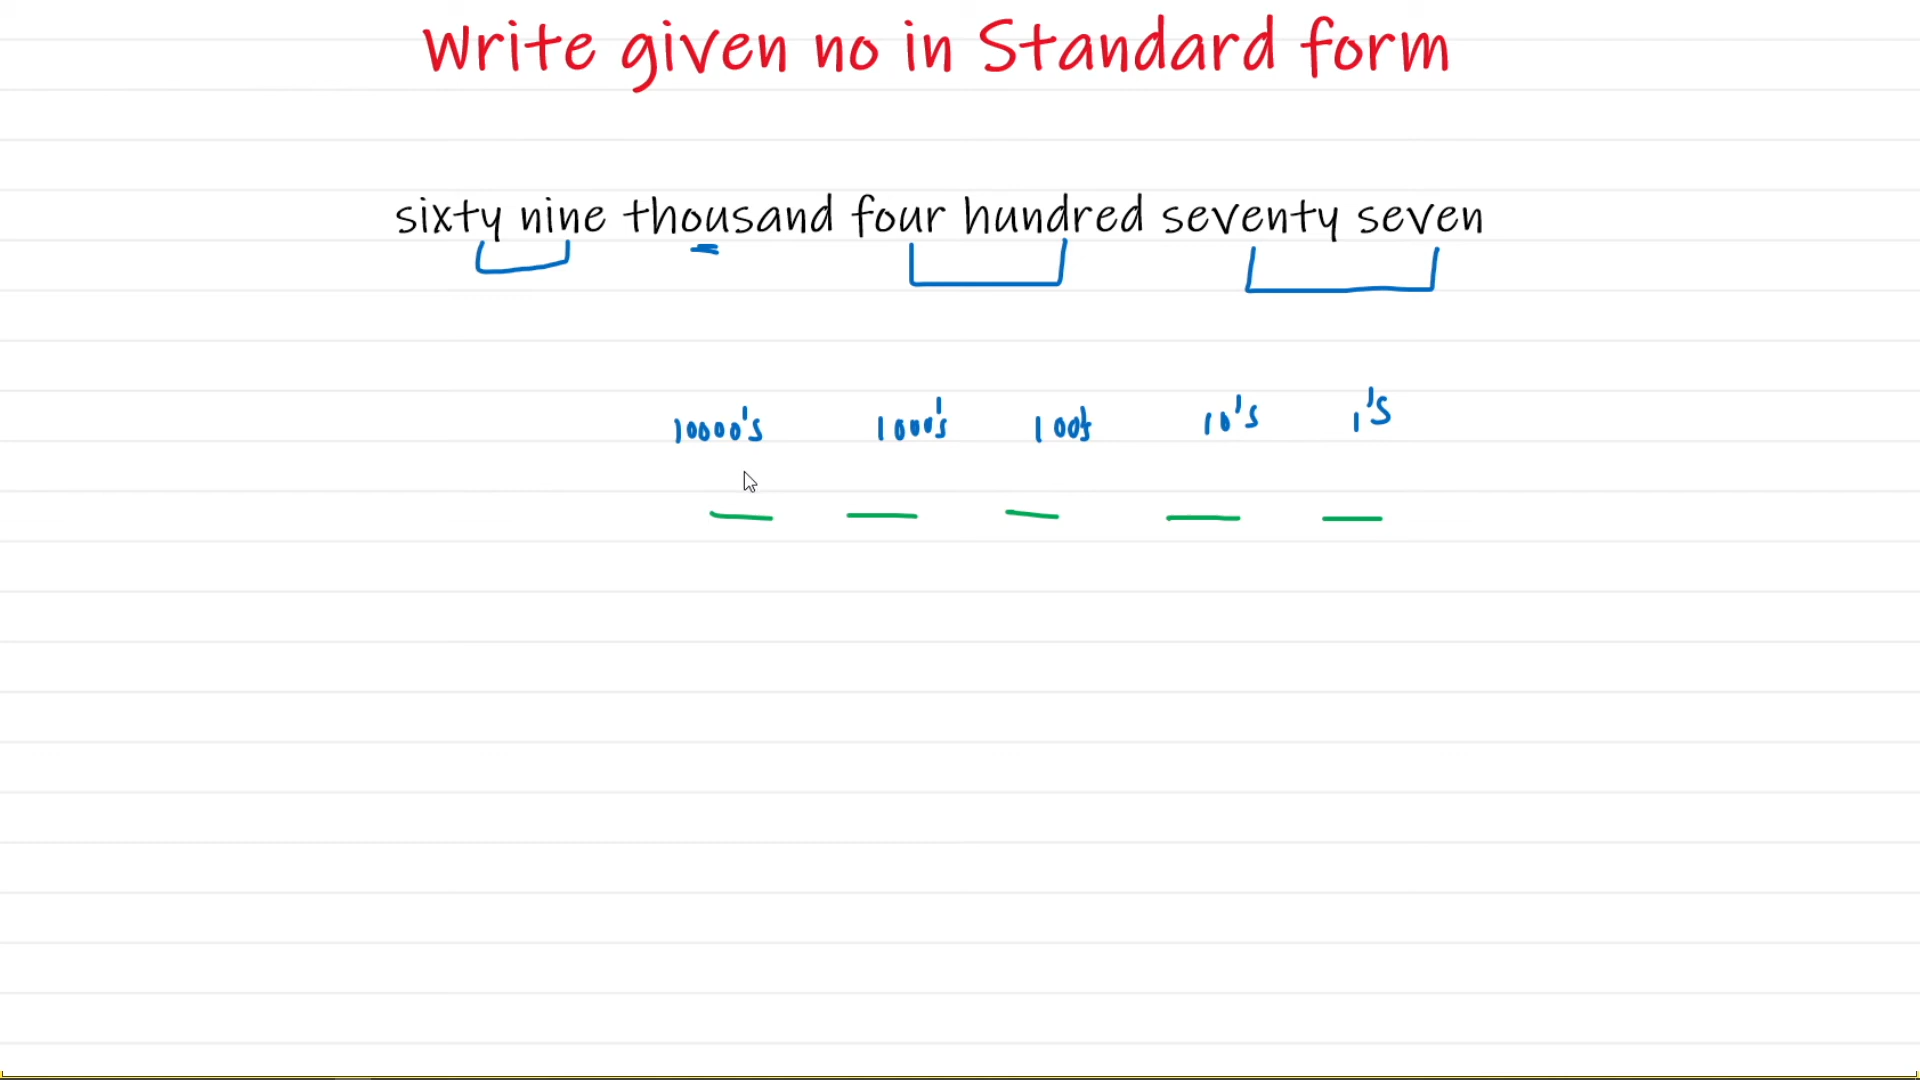 Write given no in Standard form
sixty nine thousand four hundred seventy seven
10000's 1000's 100's 10's 1's